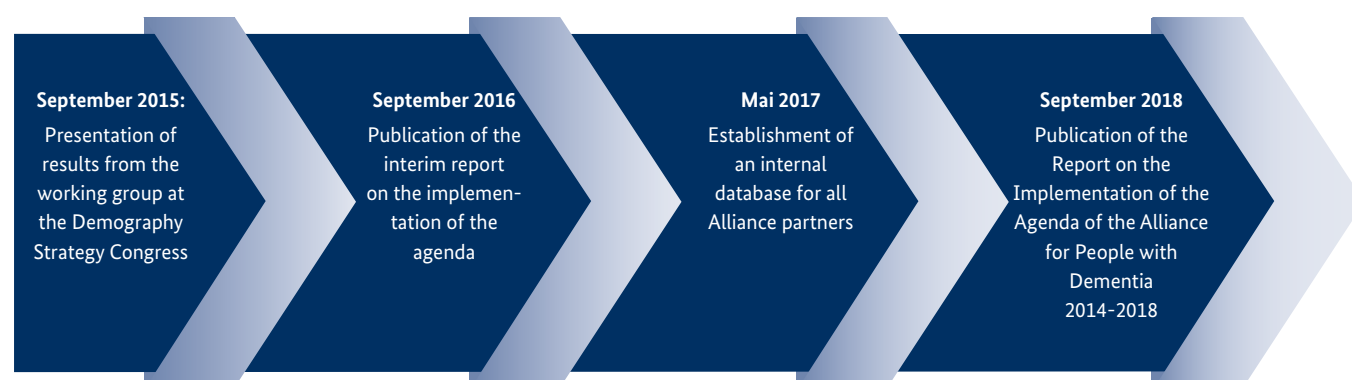 September 2015:
Presentation of
results from the
working group at
the Demography
Strategy Congress
September 2016
Publication of the
interim report
on the implemen-
tation of the
agenda
Mai 2017
Establishment of
an internal
database for all
Alliance partners
September 2018
Publication of the
Report on the
Implementation of the
Agenda of the Alliance
for People with
Dementia
2014-2018